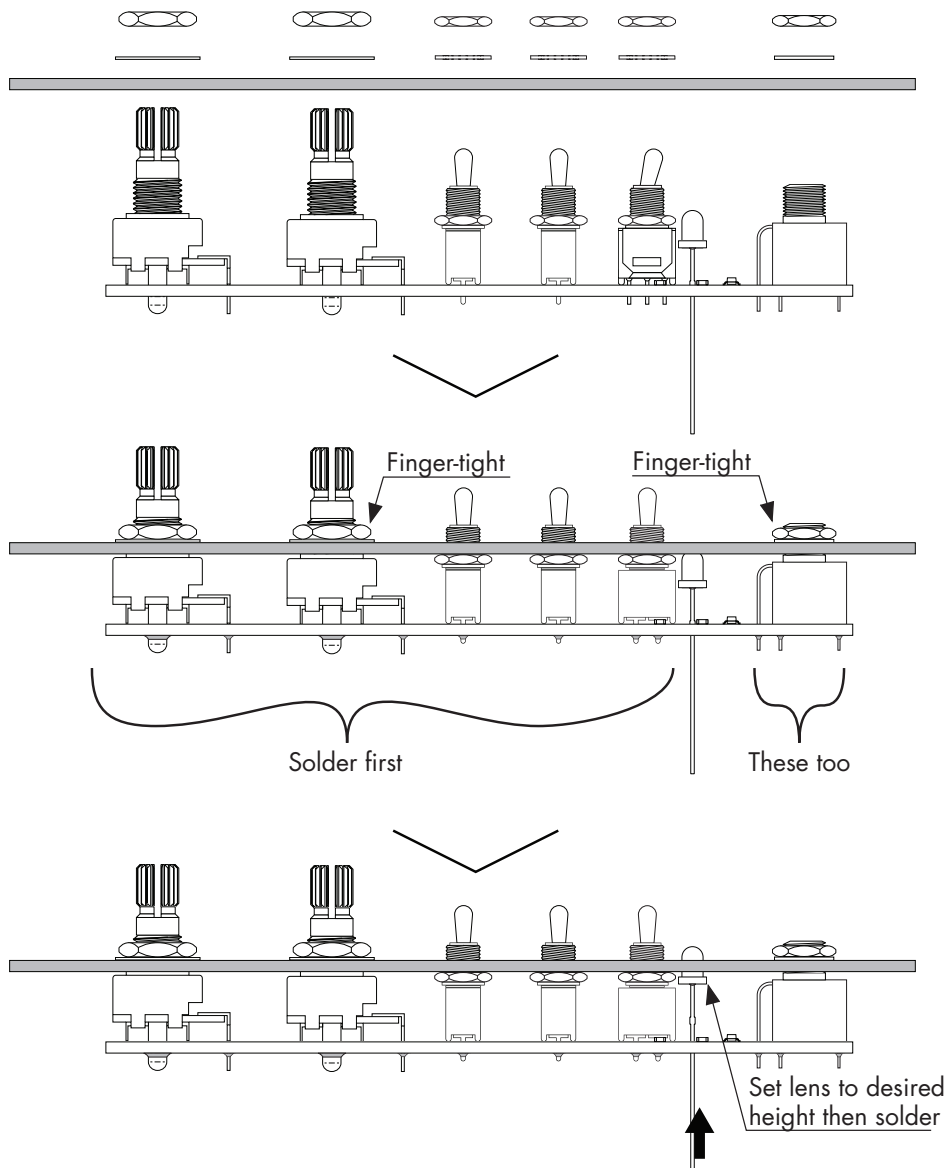 Finger-tight
Finger-tight
Solder first
These too
Set lens to desired
height then solder